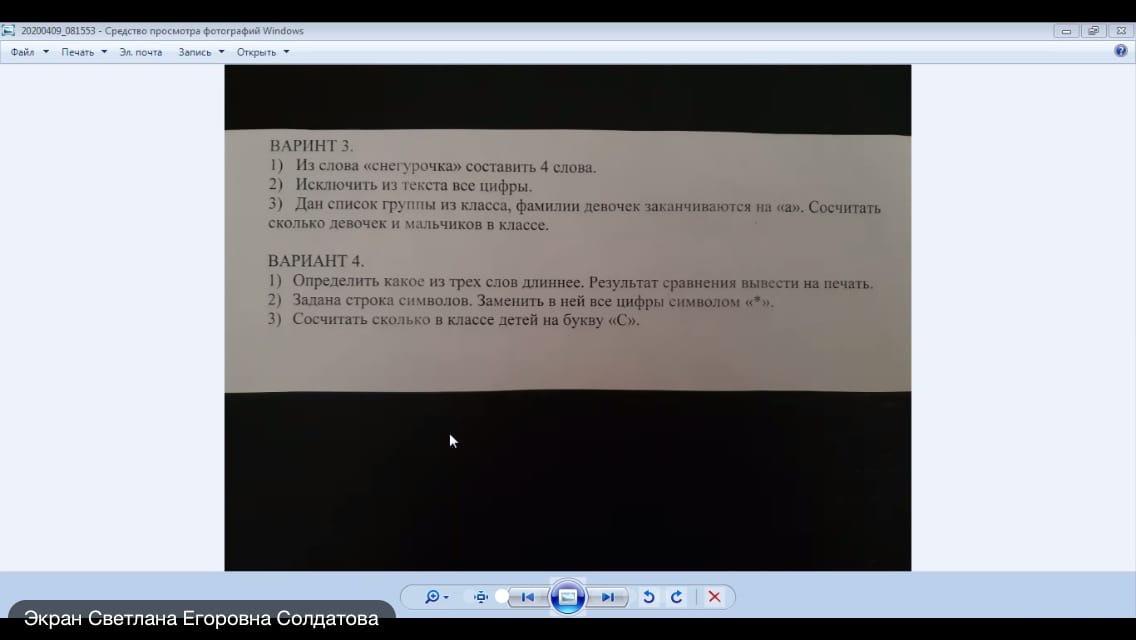 20200409_081553 - Средство просмотра фотографий Windows
Файл Печать Эл. почта Запись Открыть
ВАРИНТ 3.
1) Из слова «снегурочка» составить 4 слова.
2) Исключить из текста все цифры.
3) Дан список группы из класса, фамилии девочек заканчиваются на «а». Сосчитать
сколько девочек и мальчиков в классе.
ВАРИАНТ 4.
1) Определить какое из трех слов длиннее. Результат сравнения вывести на печать.
2) Задана строка символов. Заменить в ней все цифры символом «*».
3) Сосчитать сколько в классе детей на букву «С».
Экран Светлана Егоровна Солдатова